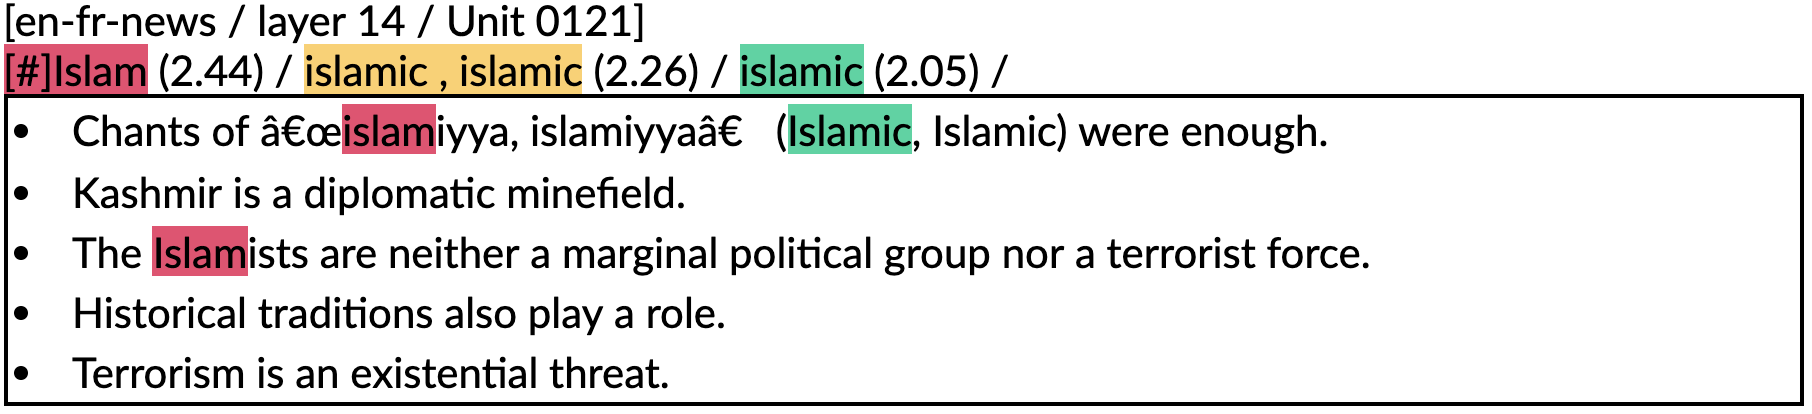 [en-fr-news / layer 14 / Unit 0121]
[#]Islam (2.44) / islamic , islamic (2.26) / islamic (2.05) /
• Chants of â€œislamiyya, islamiyyaâ€ (Islamic, Islamic) were enough.
• Kashmir is a diplomatic minefield.
• The Islamists are neither a marginal political group nor a terrorist force.
• Historical traditions also play a role.
• Terrorism is an existential threat.